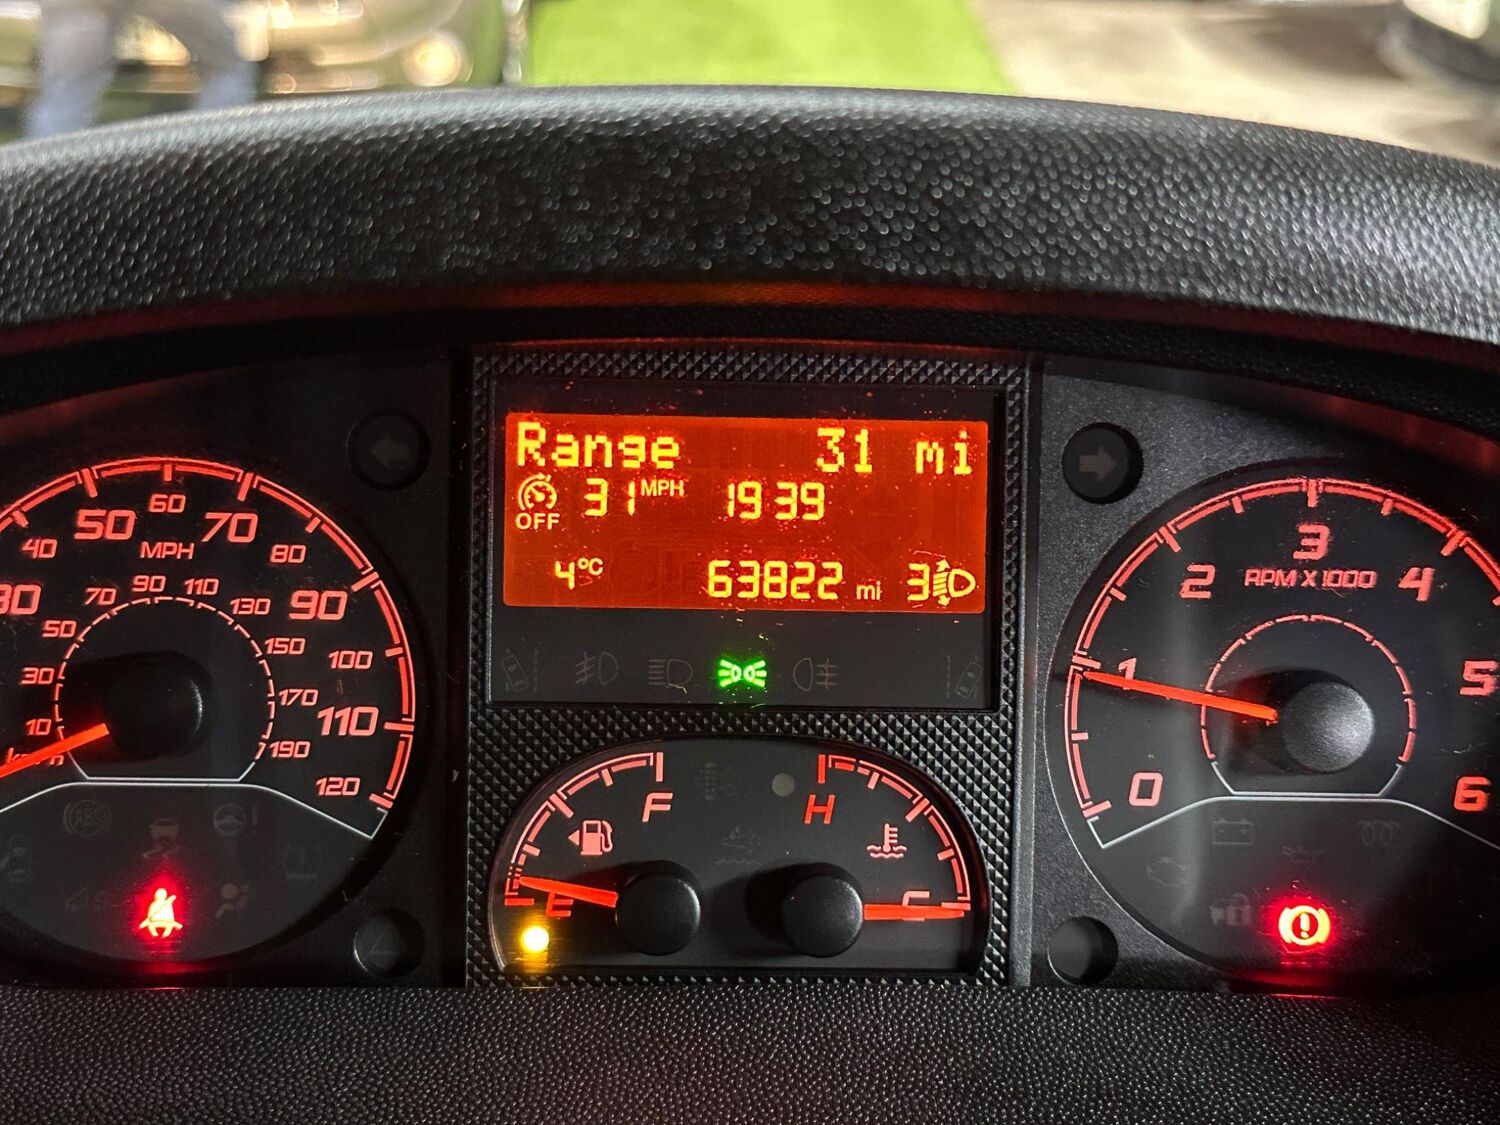 Range 31 mi
OFF 31 MPH 19 39
4°C 63822 mi 3
30 40 50 60 70 80 90 100 110 120
MPH
10 30 50 70 90 110 130 150 170 190
0 1 2 3 4 5 6
RPM X 1000
F
E
H
C
ABS